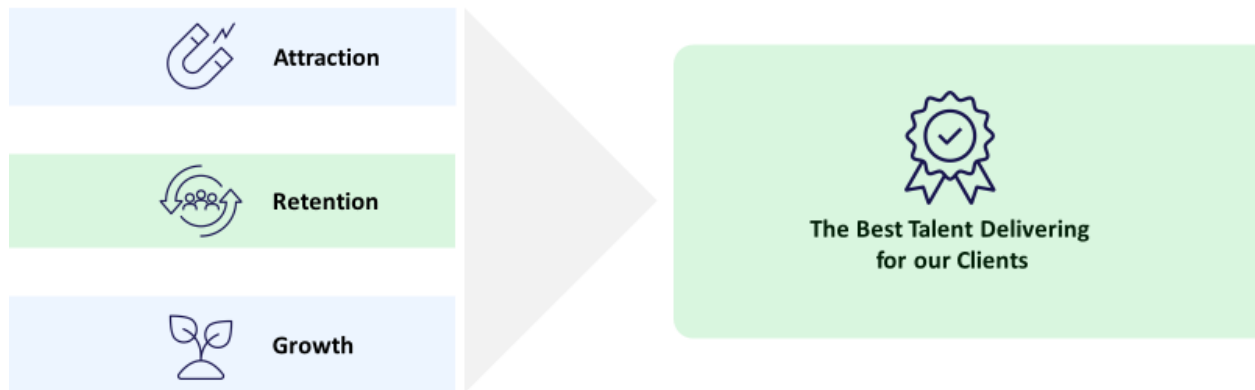 Attraction
Retention
Growth
The Best Talent Delivering
for our Clients